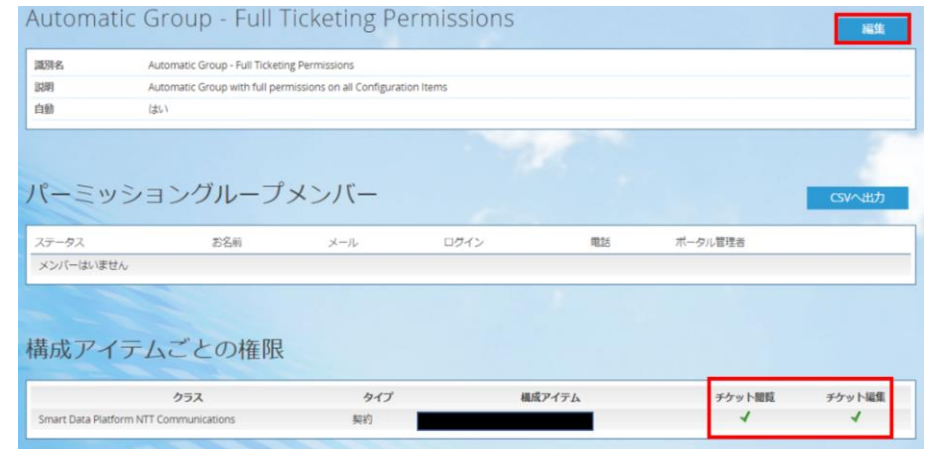 Automatic Group - Full Ticketing Permissions
編集
識別名 Automatic Group - Full Ticketing Permissions
説明 Automatic Group with full permissions on all Configuration Items
自動 はい
パーミッショングループメンバー
CSVへ出力
ステータス お名前 メール ログイン 電話 ポータル管理者
メンバーはいません
構成アイテムごとの権限
クラス タイプ 構成アイテム チケット閲覧 チケット編集
Smart Data Platform NTT Communications 契約 ✓ ✓